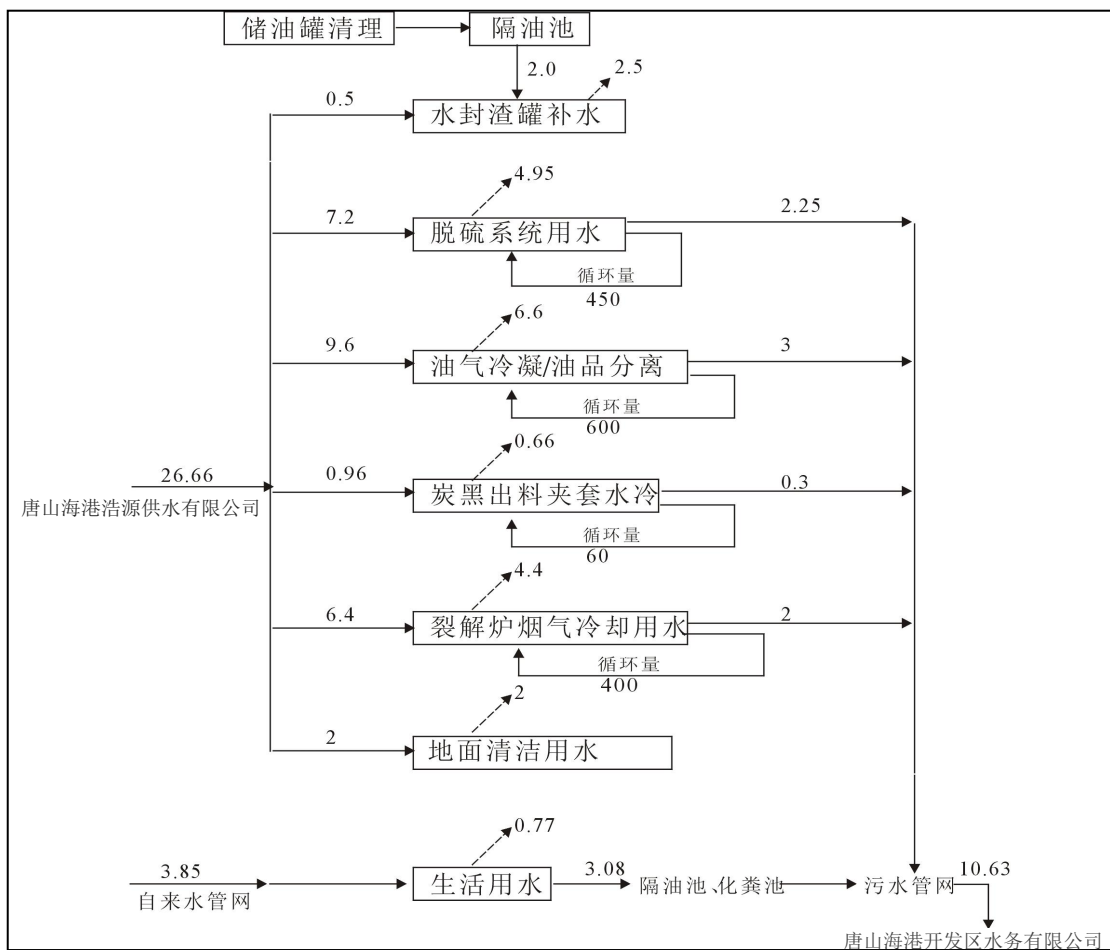 储油罐清理
隔油池
2.0
2.5
0.5
水封渣罐补水
4.95
7.2
脱硫系统用水
2.25
循环量
450
6.6
9.6
油气冷凝/油品分离
3
循环量
600
0.66
26.66
唐山海港浩源供水有限公司
0.96
炭黑出料夹套水冷
0.3
循环量
60
4.4
6.4
裂解炉烟气冷却用水
2
循环量
400
2
2
地面清洁用水
0.77
3.85
自来水管网
生活用水
3.08
隔油池、化粪池
污水管网
10.63
唐山海港开发区水务有限公司